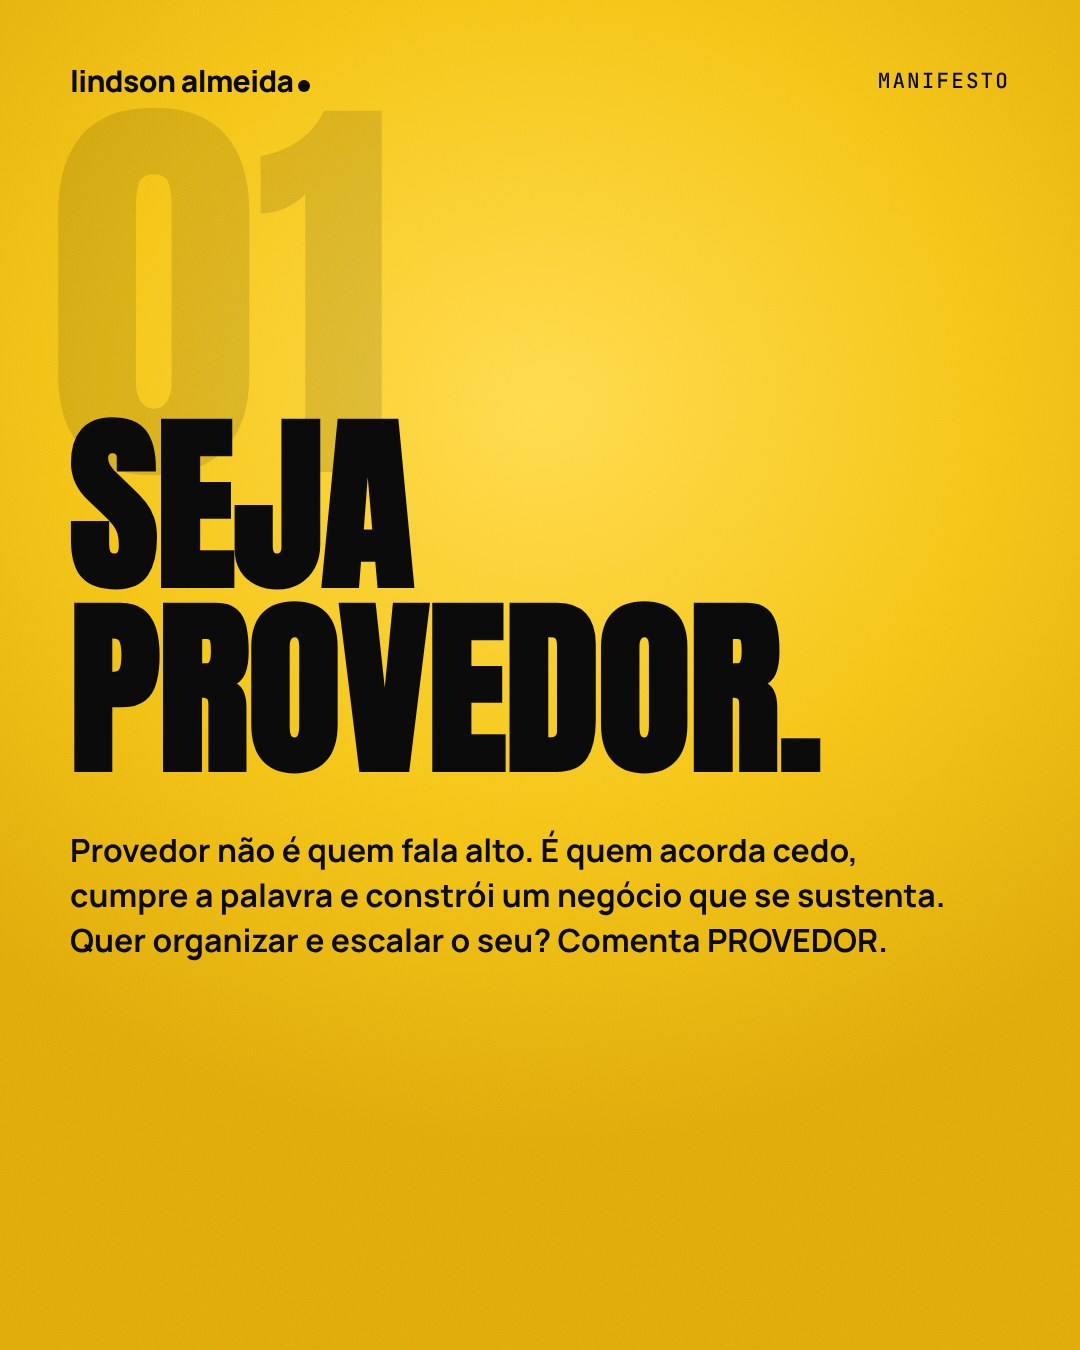 lindson almeida.
MANIFESTO
01
SEJA
PROVEDOR.
Provedor não é quem fala alto. É quem acorda cedo,
cumpre a palavra e constrói um negócio que se sustenta.
Quer organizar e escalar o seu? Comenta PROVEDOR.